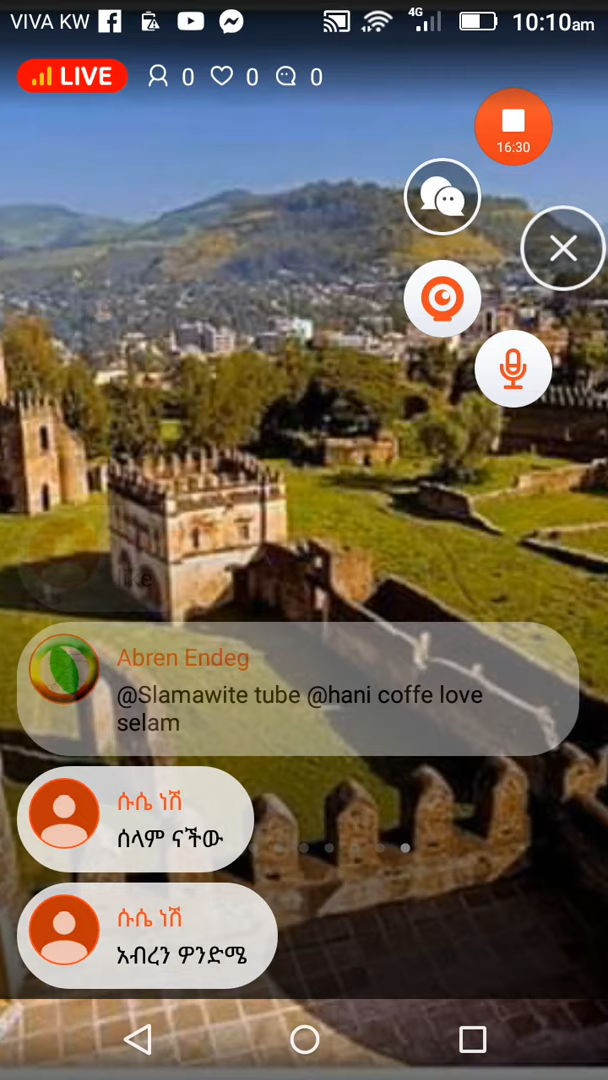 VIVA KW
4G
10:10am
LIVE
0
0
0
16:30
like
Abren Endeg
@Slamawite tube @hani coffe love
selam
ሱሴ ነሽ
ሰላም ናችው
ሱሴ ነሽ
አብረን ዎንድሜ